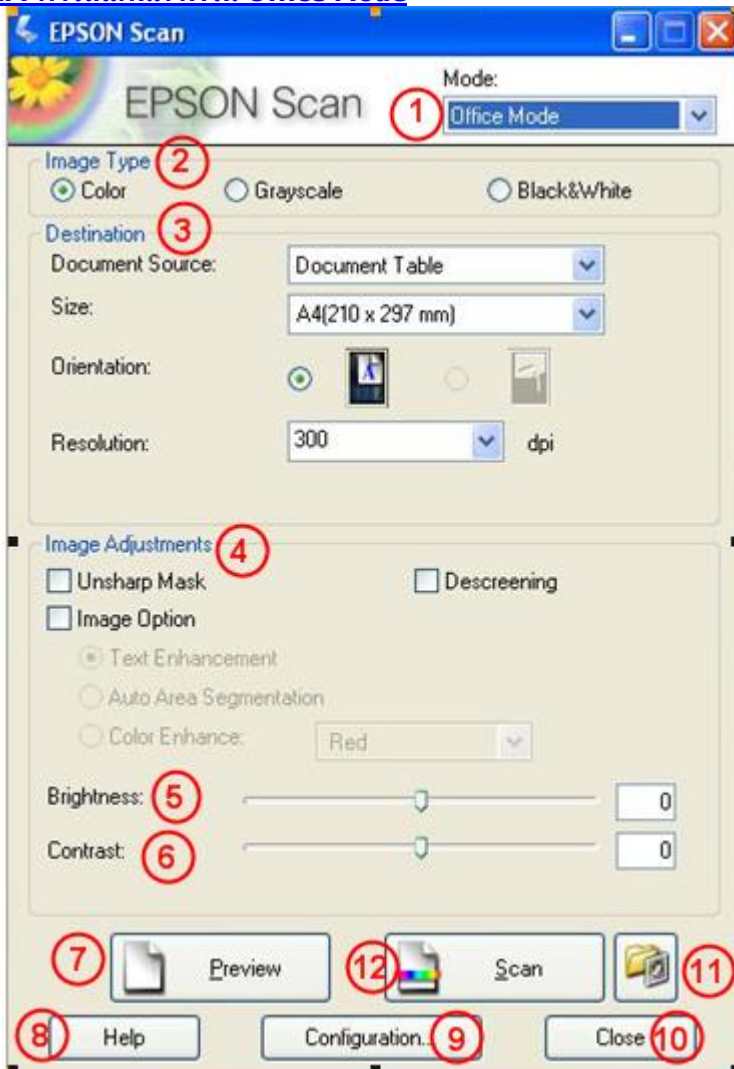 Office Mode
EPSON Scan
EPSON Scan
Mode:
1
Office Mode
Image Type 2
Color Grayscale Black&White
Destination 3
Document Source: Document Table
Size: A4(210 x 297 mm)
Orientation:
A
Resolution: 300 dpi
Image Adjustments 4
Unsharp Mask Descreening
Image Option
Text Enhancement
Auto Area Segmentation
Color Enhance: Red
Brightness: 5 0
Contrast: 6 0
7 Preview 12 Scan 11
8 Help Configuration... 9 Close 10